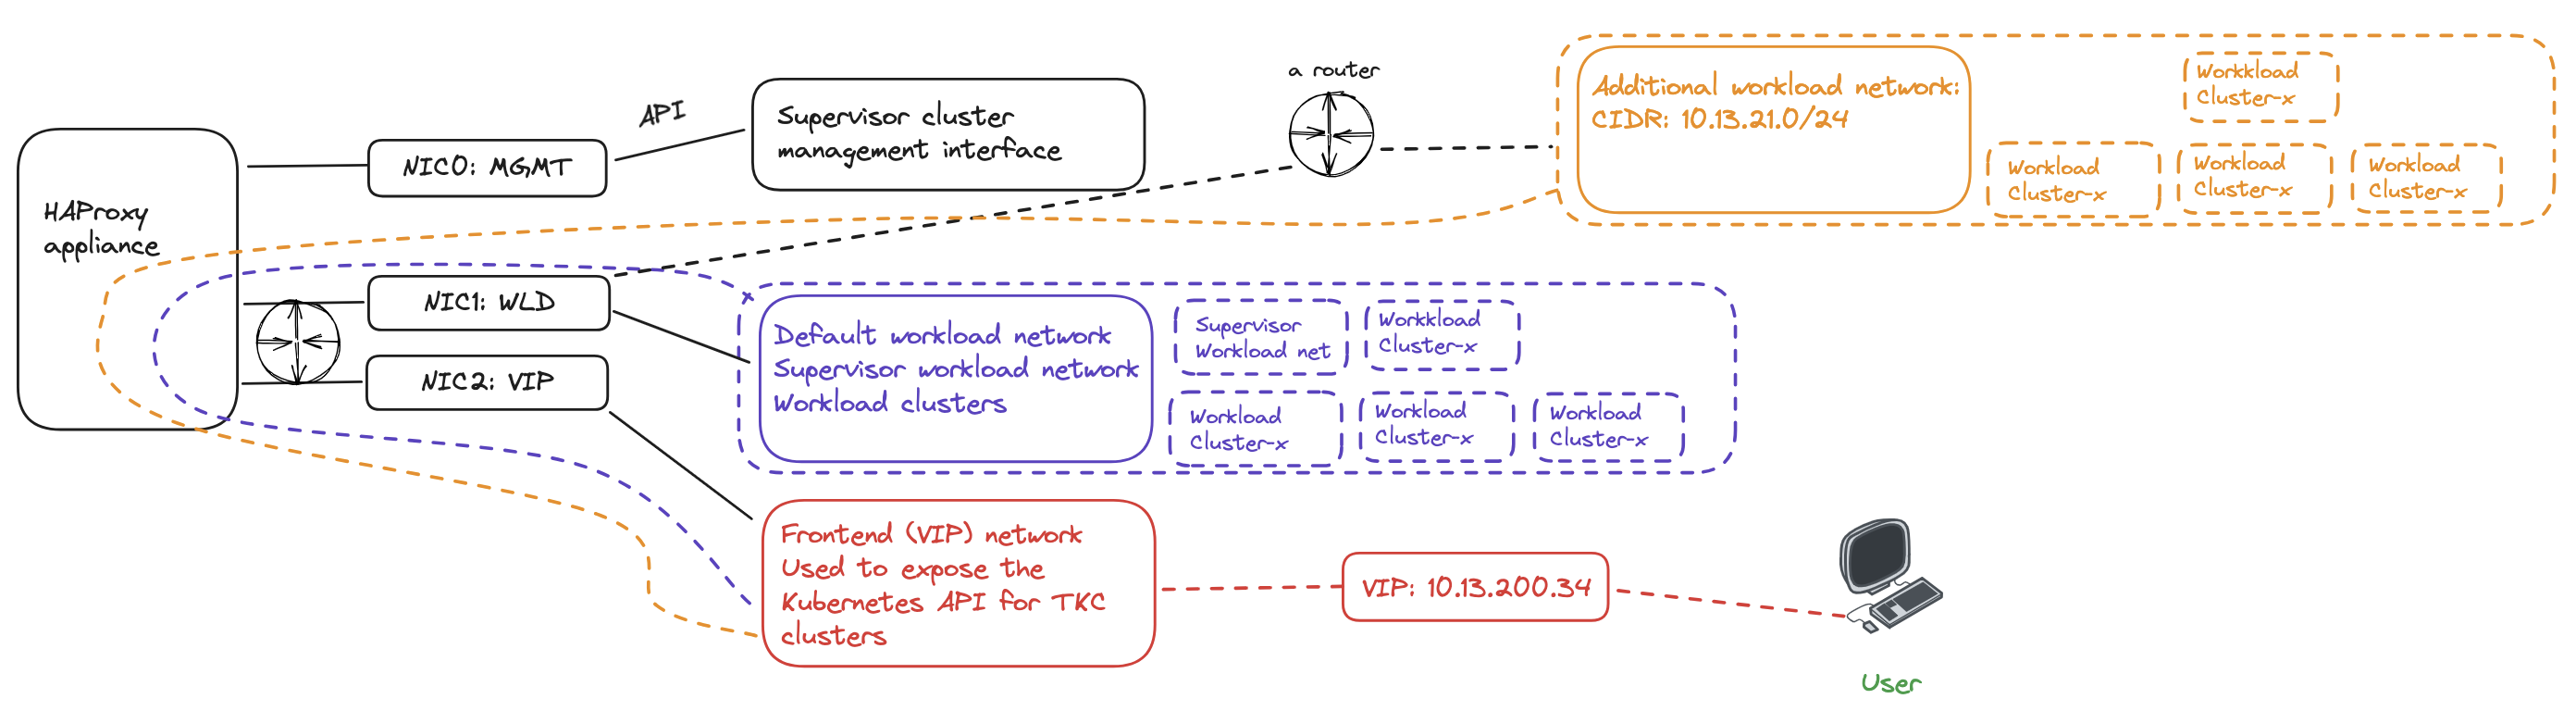 HAProxy
appliance
NIC0: MGMT
API
Supervisor cluster
management interface
a router
Additional workload network:
CIDR: 10.13.21.0/24
Workkload
Cluster-x
Workload
Cluster-x
Workload
Cluster-x
Workload
Cluster-x
NIC1: WLD
NIC2: VIP
Default workload network
Supervisor workload network
Workload clusters
Supervisor
Workload net
Workkload
Cluster-x
Workload
Cluster-x
Workload
Cluster-x
Workload
Cluster-x
Frontend (VIP) network
Used to expose the
Kubernetes API for TKC
clusters
VIP: 10.13.200.34
User